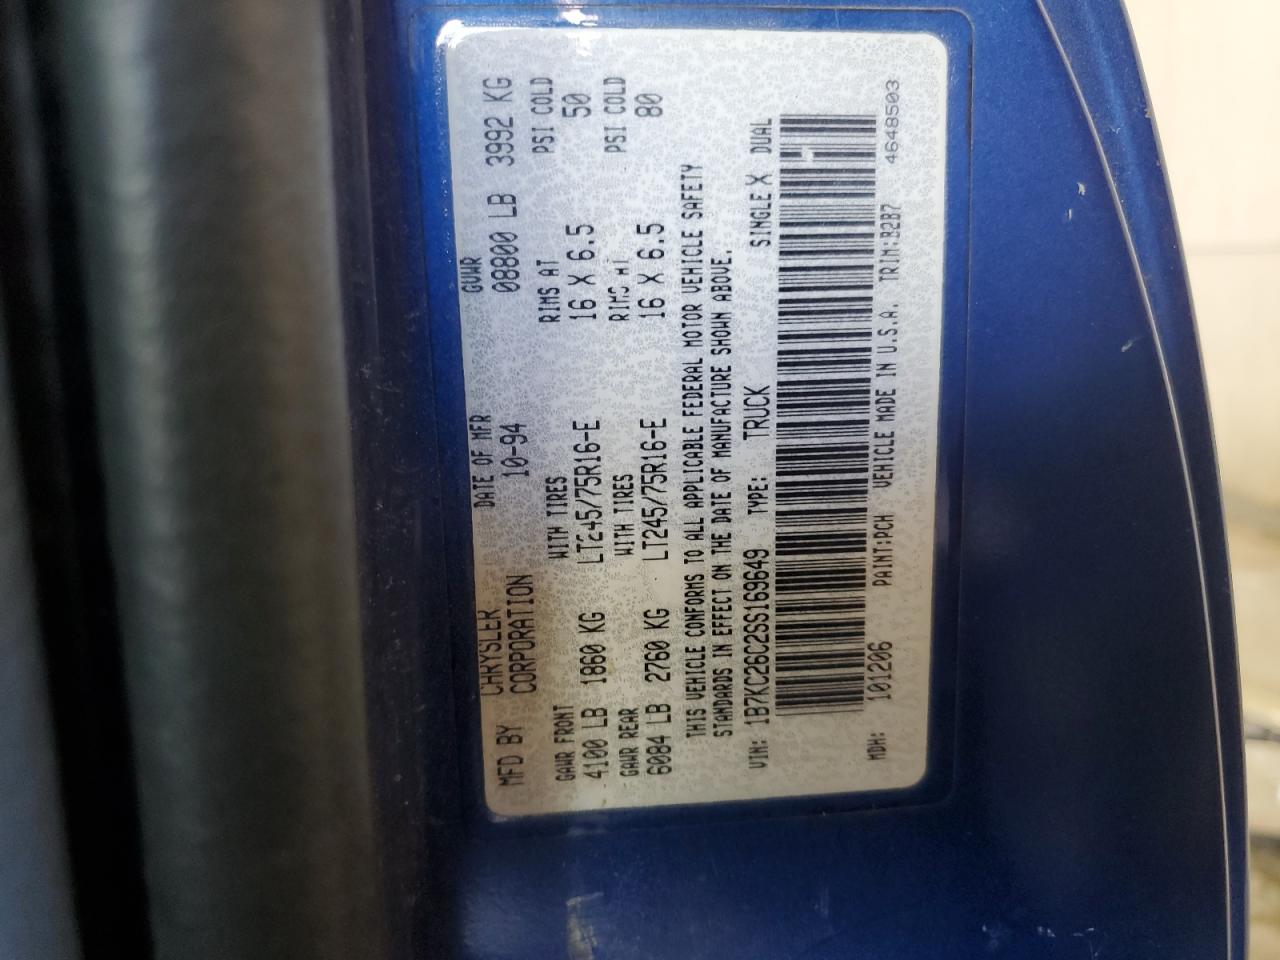 MFD BY CHRYSLER CORPORATION DATE OF MFR 10-94 GVWR 08800 LB 3992 KG
GAWR FRONT WITH TIRES RIMS AT PSI COLD
4100 LB 1860 KG LT245/75R16-E 16 X 6.5 50
GAWR REAR WITH TIRES RIMS AT PSI COLD
6084 LB 2760 KG LT245/75R16-E 16 X 6.5 80
THIS VEHICLE CONFORMS TO ALL APPLICABLE FEDERAL MOTOR VEHICLE SAFETY
STANDARDS IN EFFECT ON THE DATE OF MANUFACTURE SHOWN ABOVE.
VIN: 1B7KC26C2SS169649 TYPE: TRUCK SINGLE X DUAL
MDH: 101206 PAINT:PCH VEHICLE MADE IN U.S.A. TRIM:B2B7 4648503